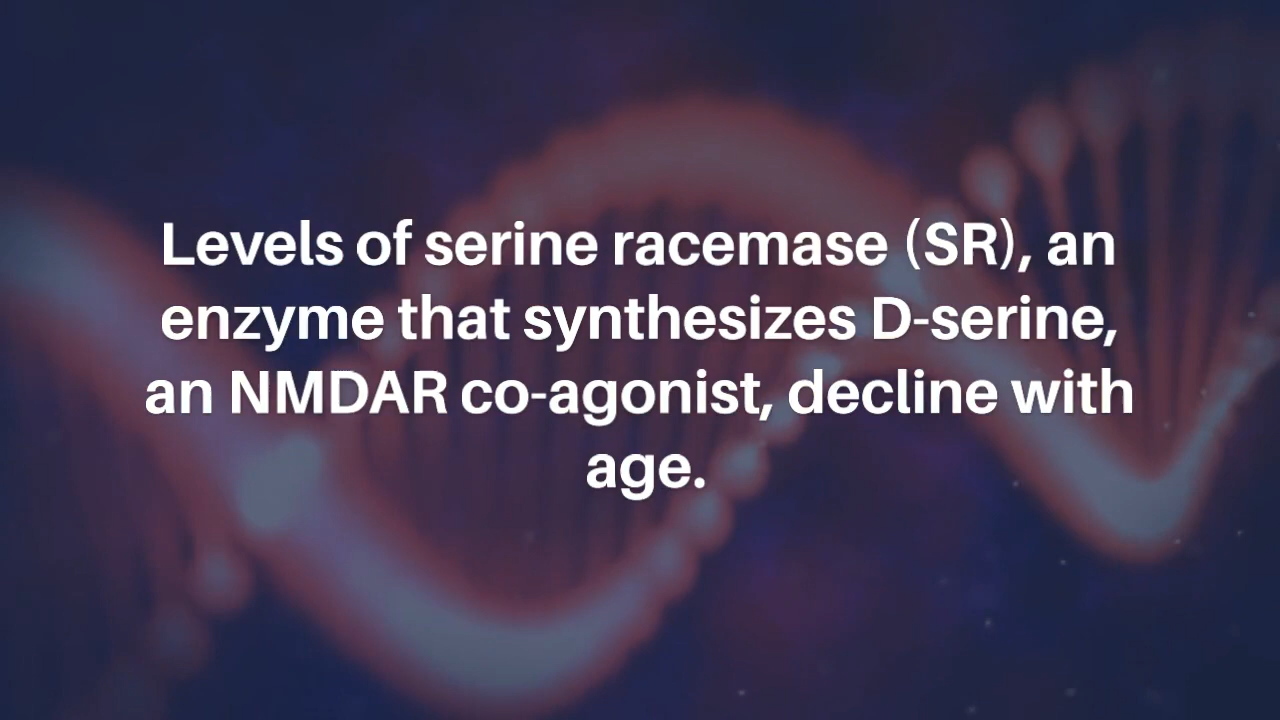 Levels of serine racemase (SR), an
enzyme that synthesizes D-serine,
an NMDAR co-agonist, decline with
age.